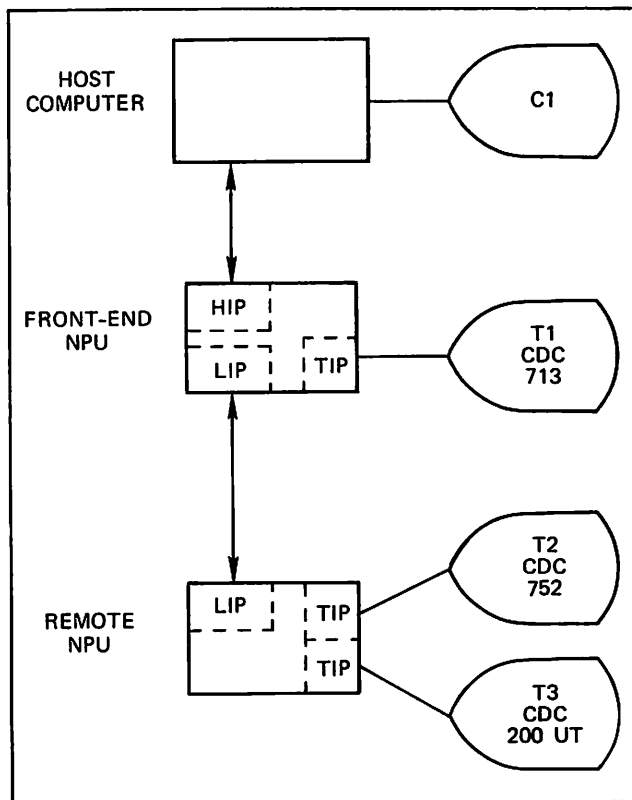 HOST
COMPUTER
C1
HIP
FRONT-END
NPU
LIP
TIP
T1
CDC
713
LIP
TIP
TIP
REMOTE
NPU
T2
CDC
752
T3
CDC
200 UT